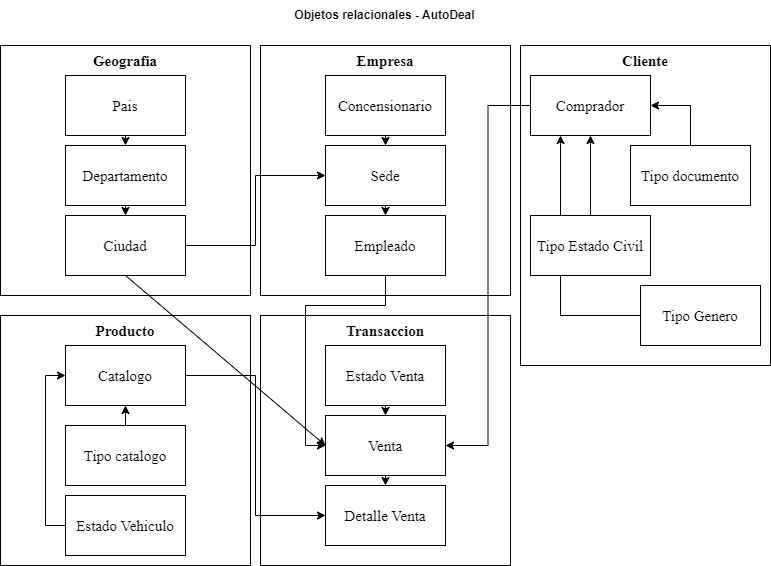 Objetos relacionales - AutoDeal
Geografia
Pais
Departamento
Ciudad
Empresa
Concensionario
Sede
Empleado
Cliente
Comprador
Tipo documento
Tipo Estado Civil
Tipo Genero
Producto
Catalogo
Tipo catalogo
Estado Vehiculo
Transaccion
Estado Venta
Venta
Detalle Venta